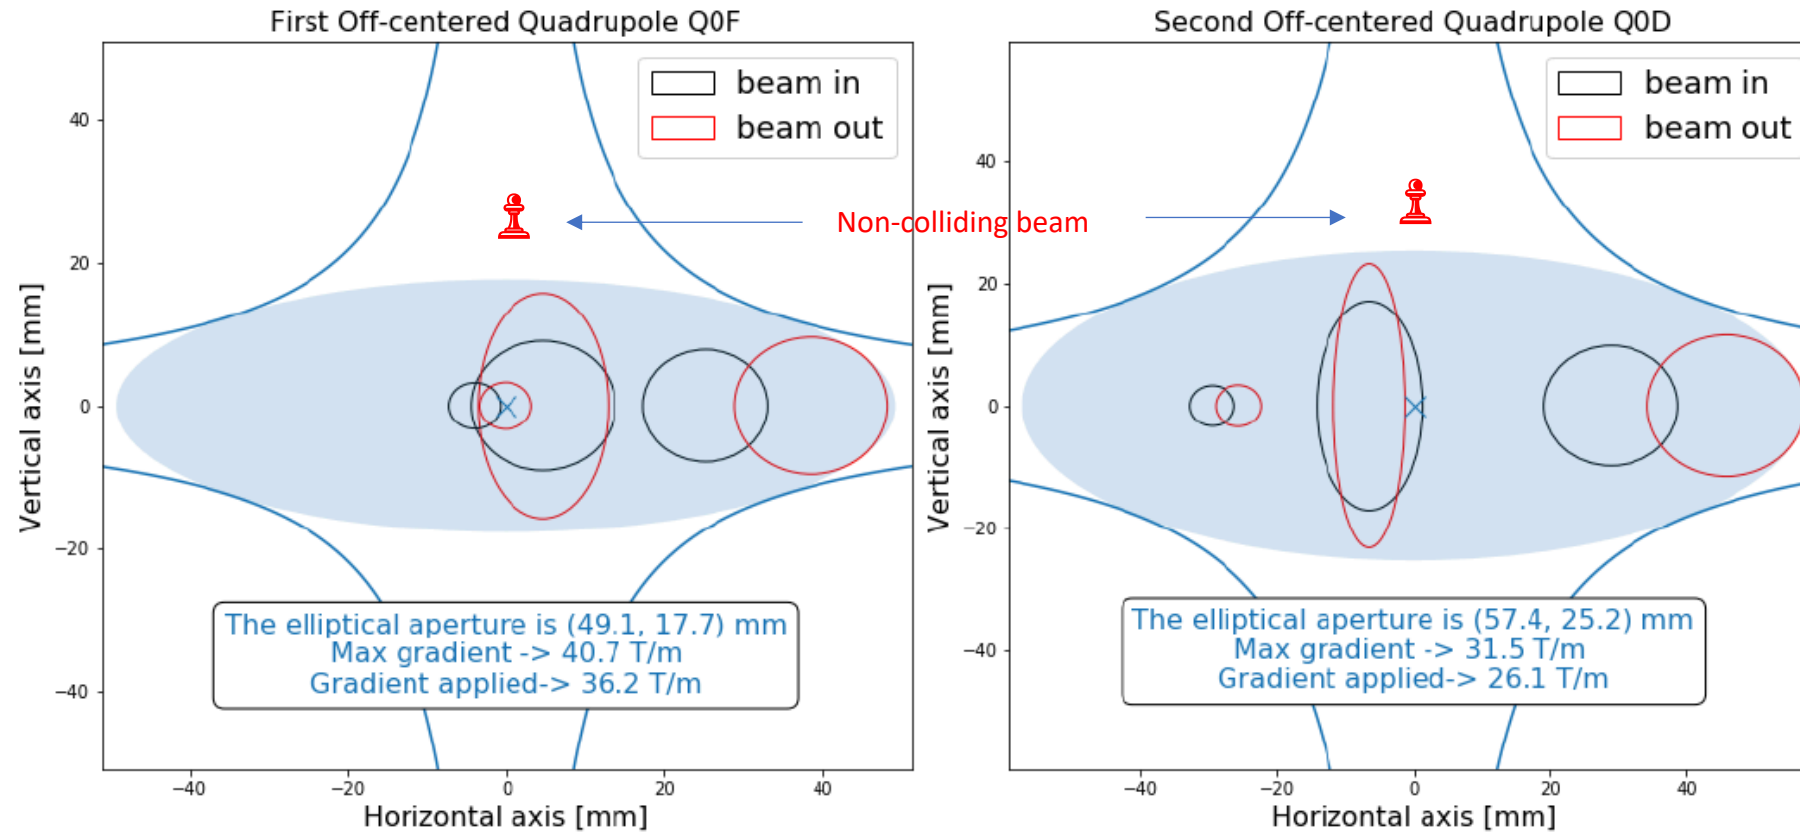 First Off-centered Quadrupole Q0F
beam in
beam out
40
20
0
−20
−40
Vertical axis [mm]
The elliptical aperture is (49.1, 17.7) mm
Max gradient -> 40.7 T/m
Gradient applied-> 36.2 T/m
−40
−20
0
20
40
Horizontal axis [mm]
Non-colliding beam
Second Off-centered Quadrupole Q0D
beam in
beam out
40
20
0
−20
−40
Vertical axis [mm]
The elliptical aperture is (57.4, 25.2) mm
Max gradient -> 31.5 T/m
Gradient applied-> 26.1 T/m
−40
−20
0
20
40
Horizontal axis [mm]